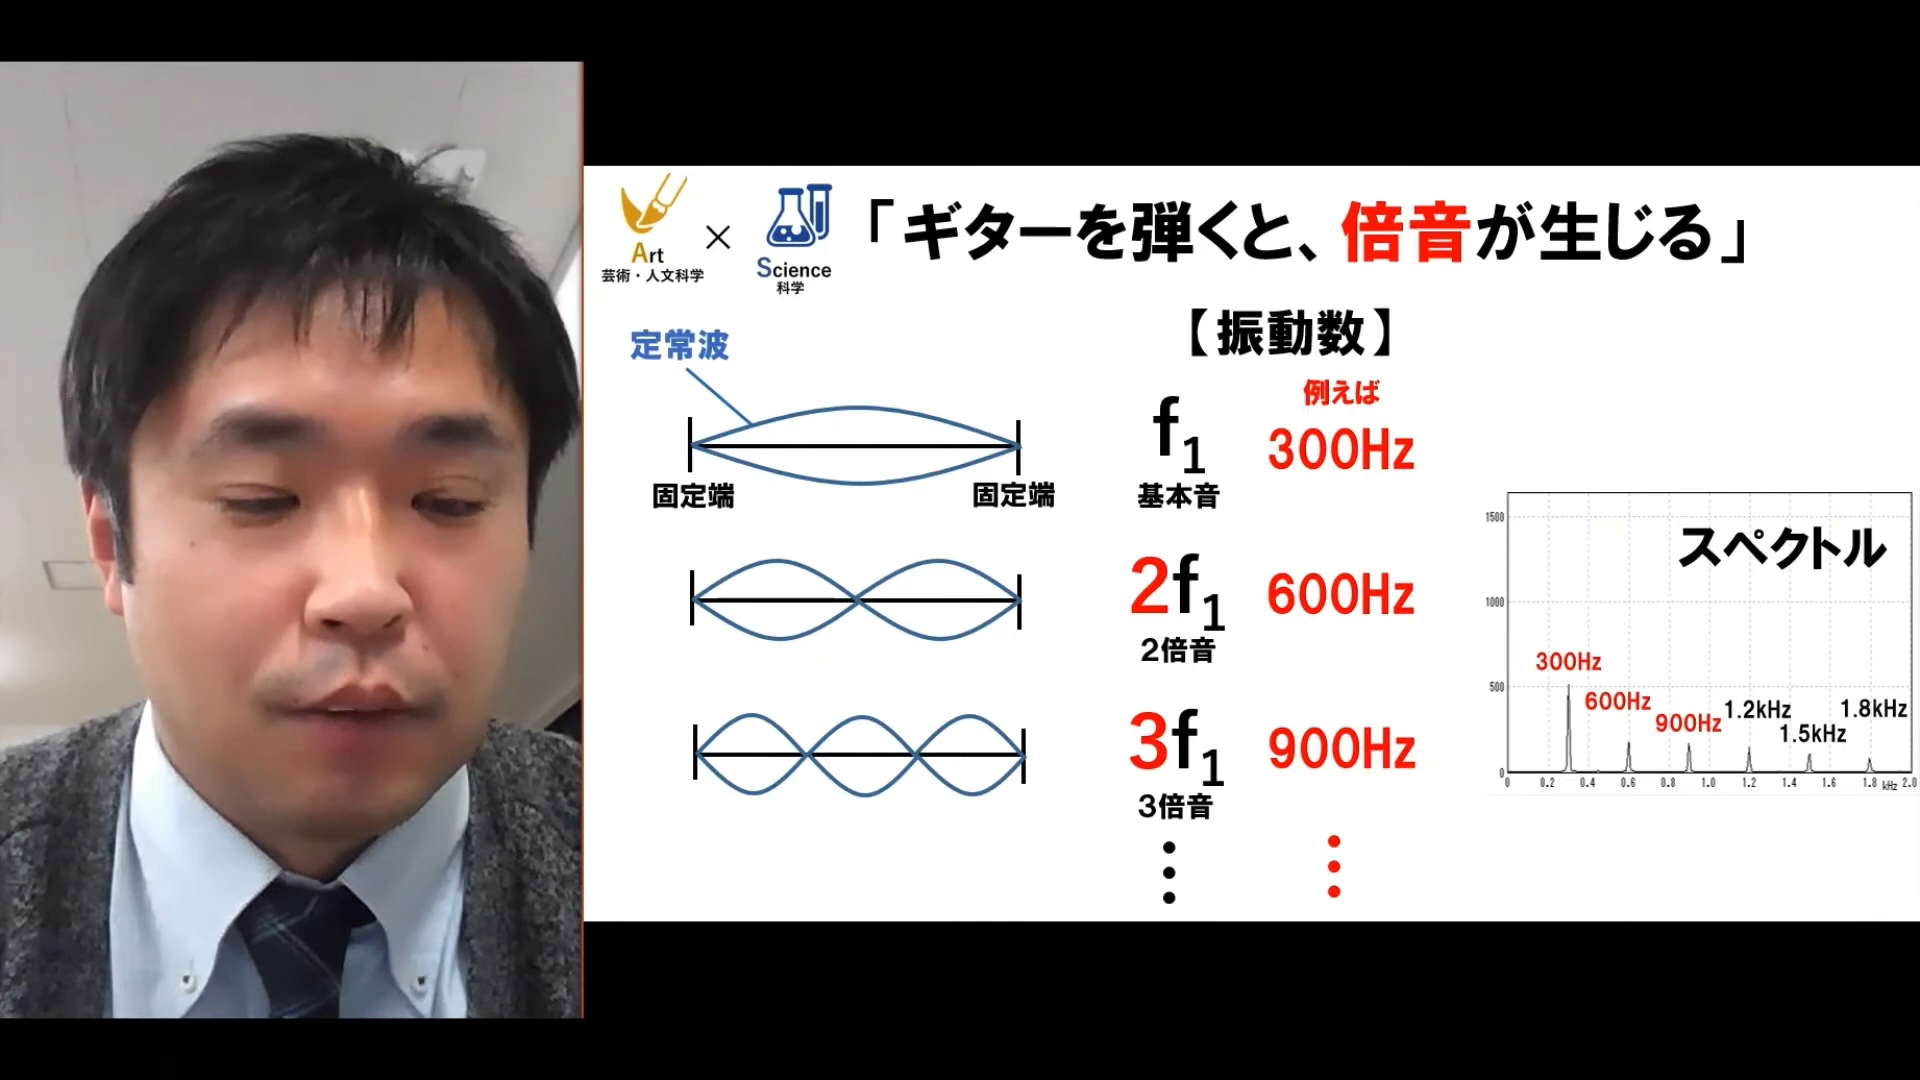 Art
芸術・人文科学
×
Science
科学
「ギターを弾くと、倍音が生じる」
定常波
【振動数】
例えば
f1
300Hz
固定端
固定端
基本音
2f1
600Hz
2倍音
3f1
900Hz
3倍音
スペクトル
1500
1000
500
0
300Hz
600Hz
900Hz
1.2kHz
1.5kHz
1.8kHz
0 0.2 0.4 0.6 0.8 1.0 1.2 1.4 1.6 1.8 kHz 2.0